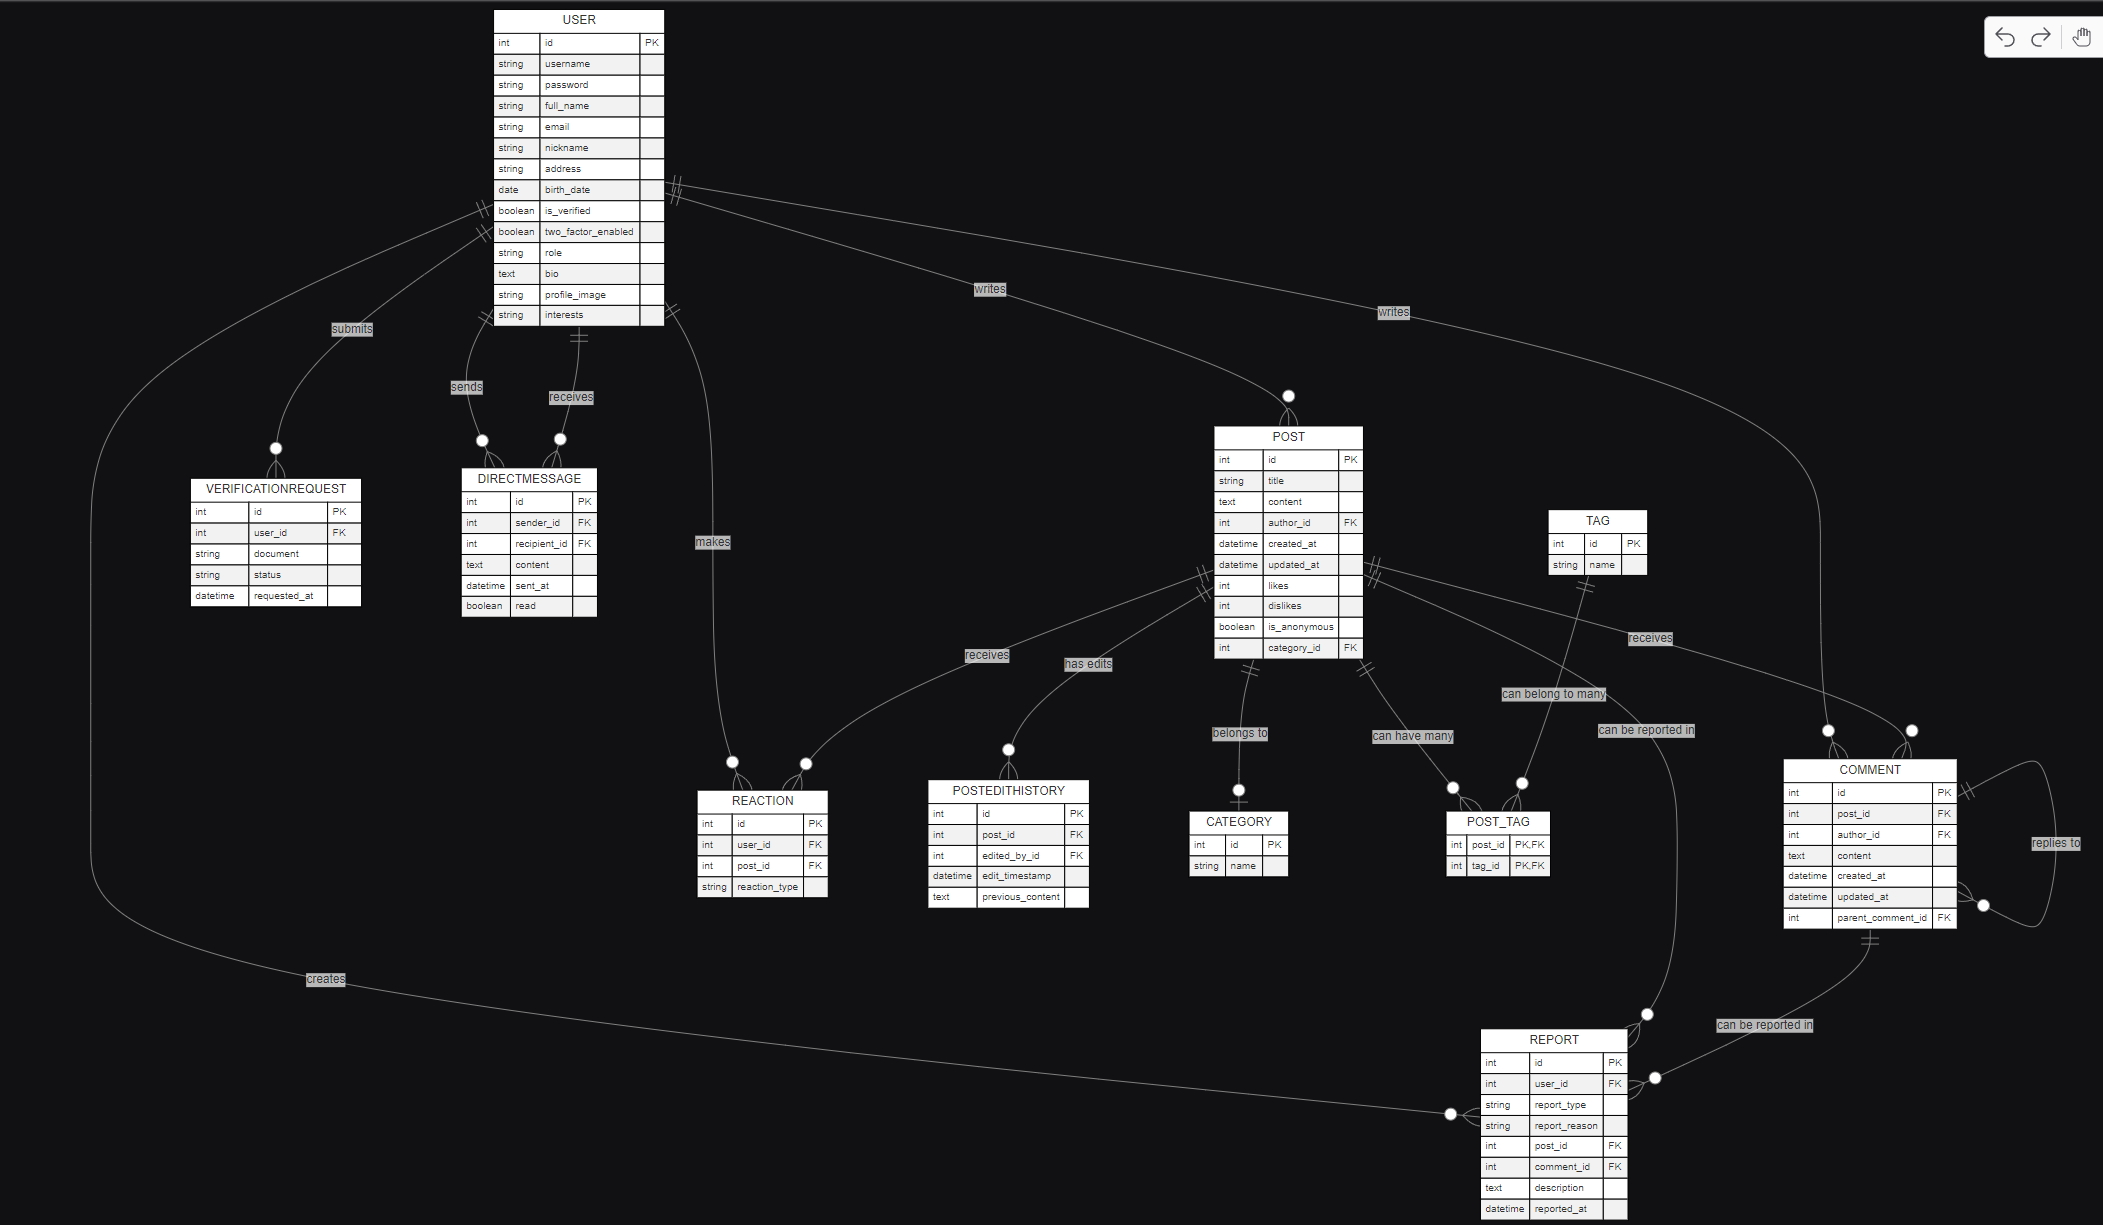 USER
int id PK
string username
string password
string full_name
string email
string nickname
string address
date birth_date
boolean is_verified
boolean two_factor_enabled
string role
text bio
string profile_image
string interests
writes
writes
submits
sends
receives
makes
VERIFICATIONREQUEST
int id PK
int user_id FK
string document
string status
datetime requested_at
DIRECTMESSAGE
int id PK
int sender_id FK
int recipient_id FK
text content
datetime sent_at
boolean read
POST
int id PK
string title
text content
int author_id FK
datetime created_at
datetime updated_at
int likes
int dislikes
boolean is_anonymous
int category_id FK
TAG
int id PK
string name
receives
has edits
belongs to
can have many
can belong to many
can be reported in
receives
REACTION
int id PK
int user_id FK
int post_id FK
string reaction_type
POSTEDITHISTORY
int id PK
int post_id FK
int edited_by_id FK
datetime edit_timestamp
text previous_content
CATEGORY
int id PK
string name
POST_TAG
int post_id PK,FK
int tag_id PK,FK
COMMENT
int id PK
int post_id FK
int author_id FK
text content
datetime created_at
datetime updated_at
int parent_comment_id FK
replies to
creates
can be reported in
REPORT
int id PK
int user_id FK
string report_type
string report_reason
int post_id FK
int comment_id FK
text description
datetime reported_at